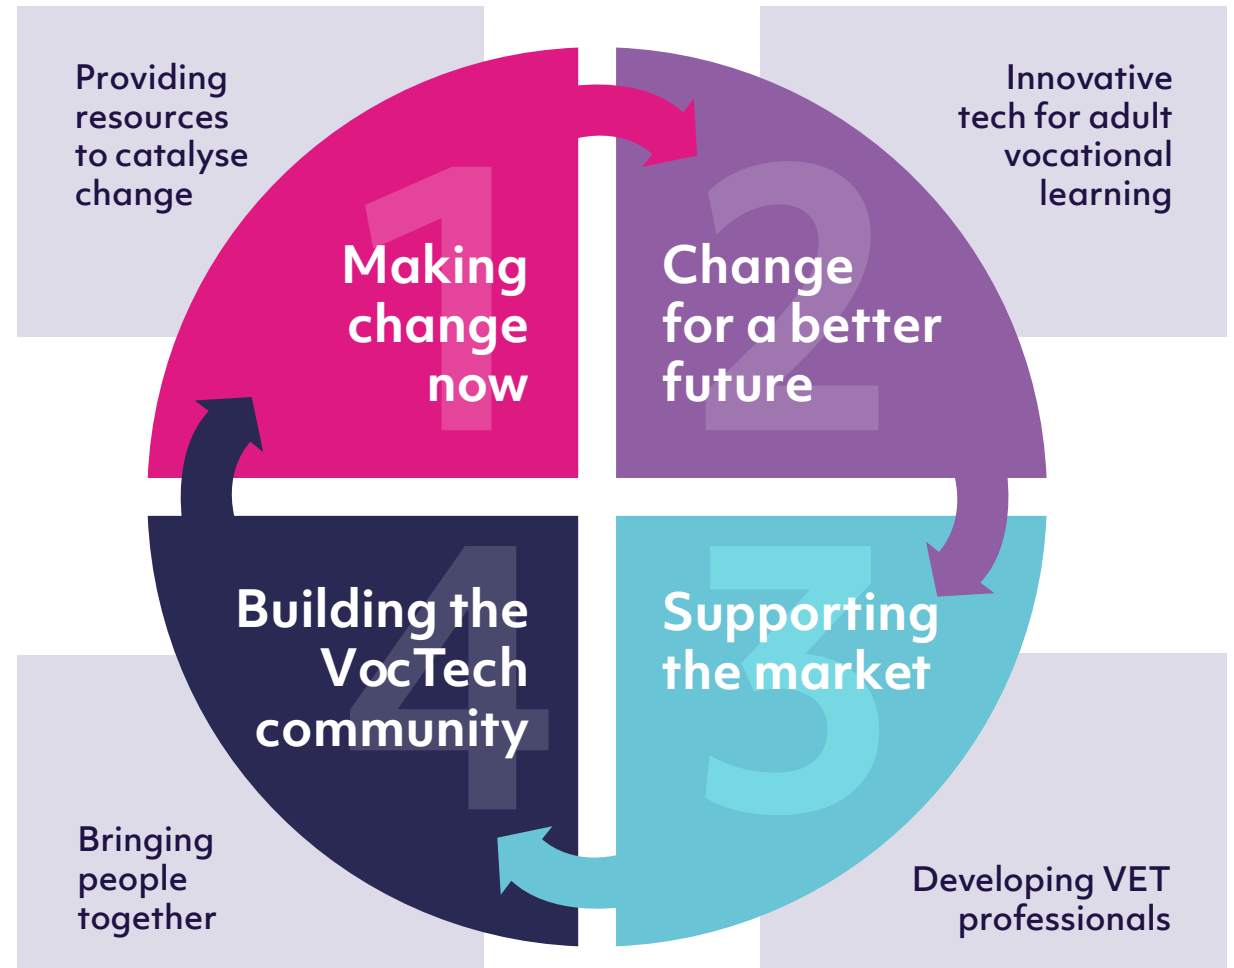 Providing
resources
to catalyse
change
1
Making
change
now
Innovative
tech for adult
vocational
learning
2
Change
for a better
future
3
Supporting
the market
Developing VET
professionals
4
Building the
VocTech
community
Bringing
people
together